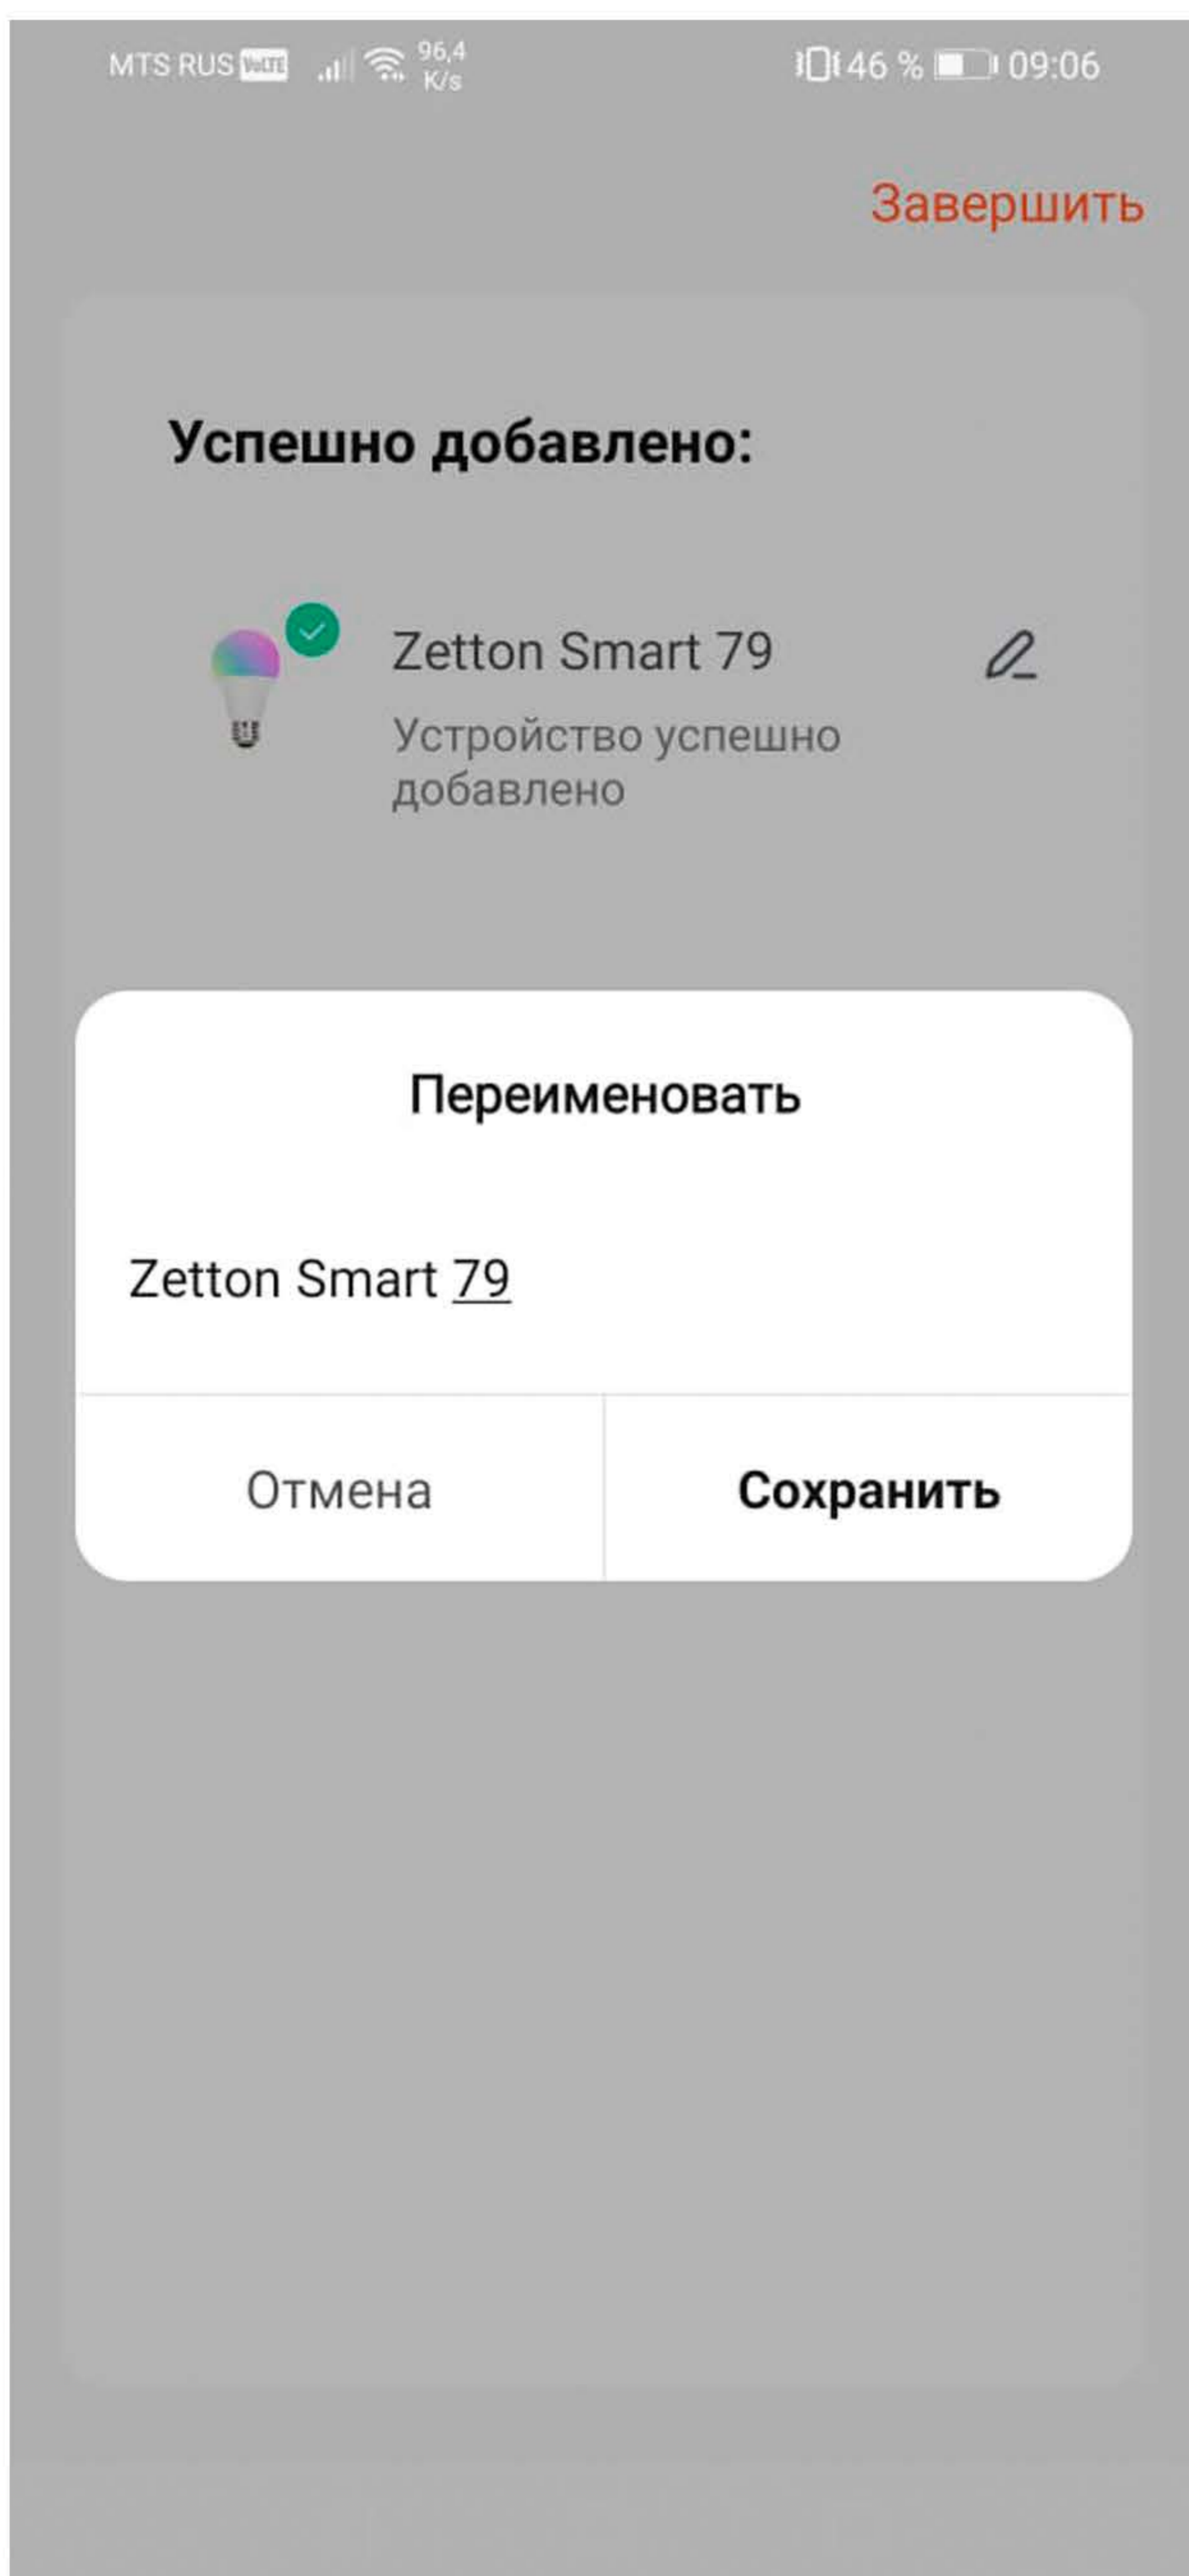 MTS RUS VoLTE 96,4 K/s 46 % 09:06
Завершить
Успешно добавлено:
Zetton Smart 79
Устройство успешно
добавлено
Переименовать
Zetton Smart 79
Отмена Сохранить